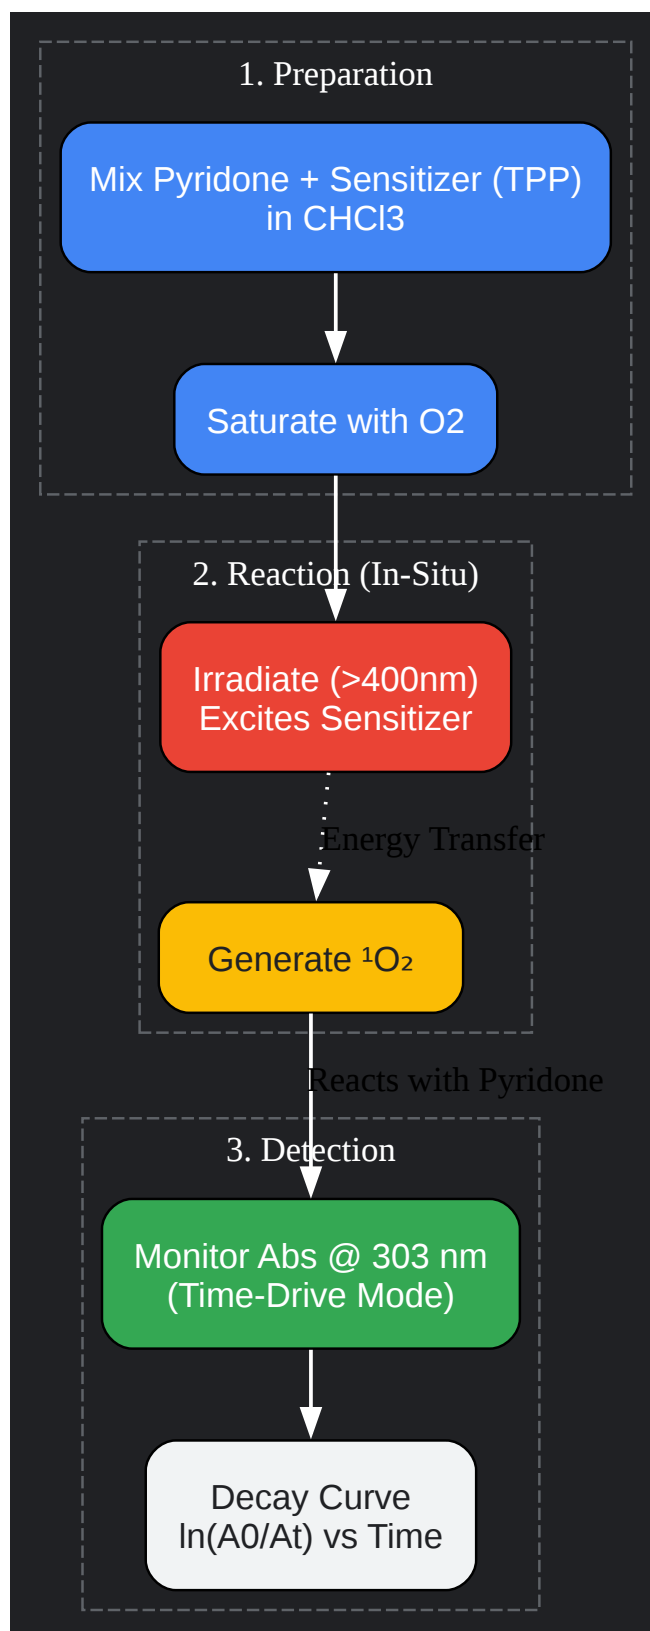 1. Preparation
Mix Pyridone + Sensitizer (TPP)
in CHCl3
Saturate with O2
2. Reaction (In-Situ)
Irradiate (>400nm)
Excites Sensitizer
Energy Transfer
Generate ¹O₂
Reacts with Pyridone
3. Detection
Monitor Abs @ 303 nm
(Time-Drive Mode)
Decay Curve
ln(A0/At) vs Time